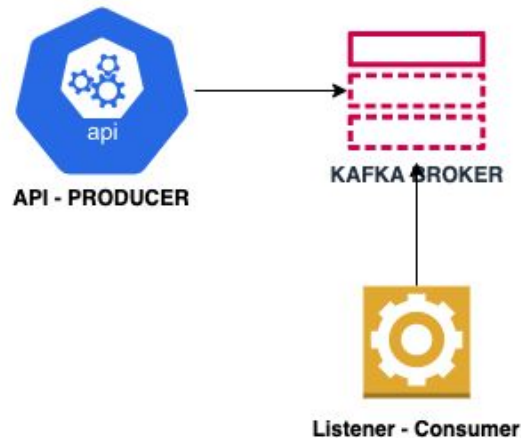 api
API - PRODUCER
KAFKA BROKER
Listener - Consumer